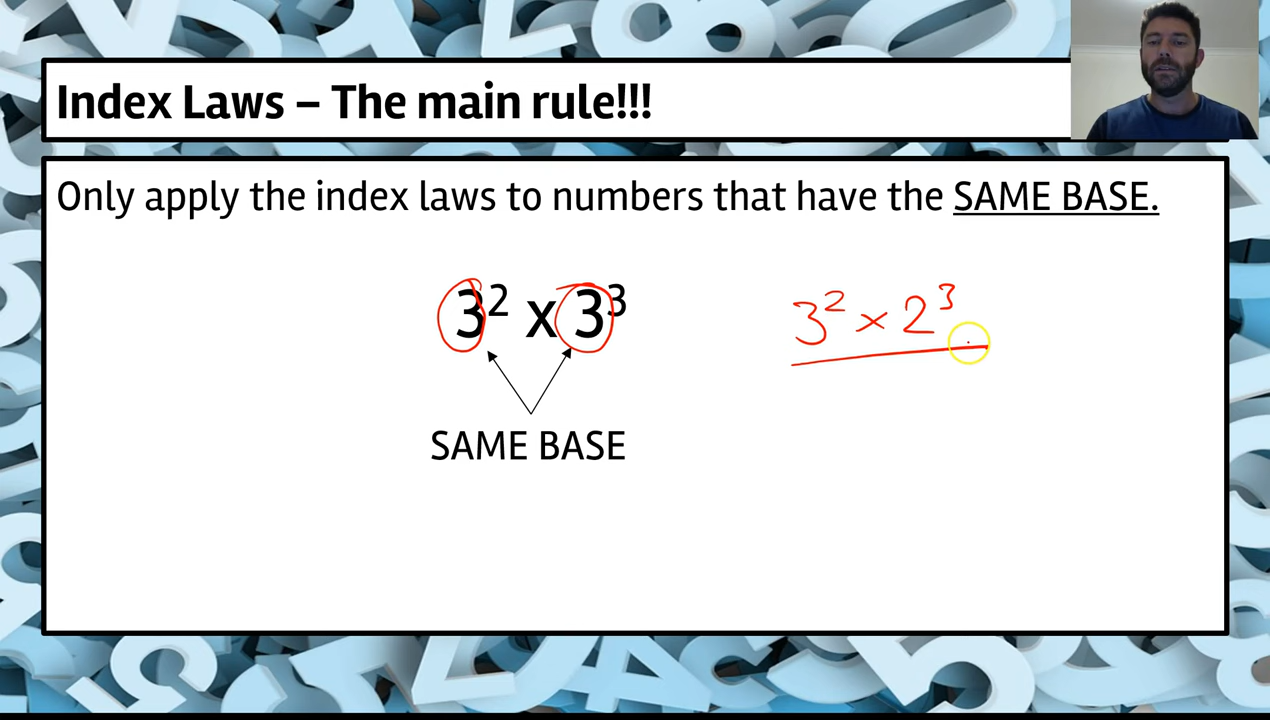 Index Laws – The main rule!!!
Only apply the index laws to numbers that have the SAME BASE.
3² x 3³
3² × 2³
SAME BASE